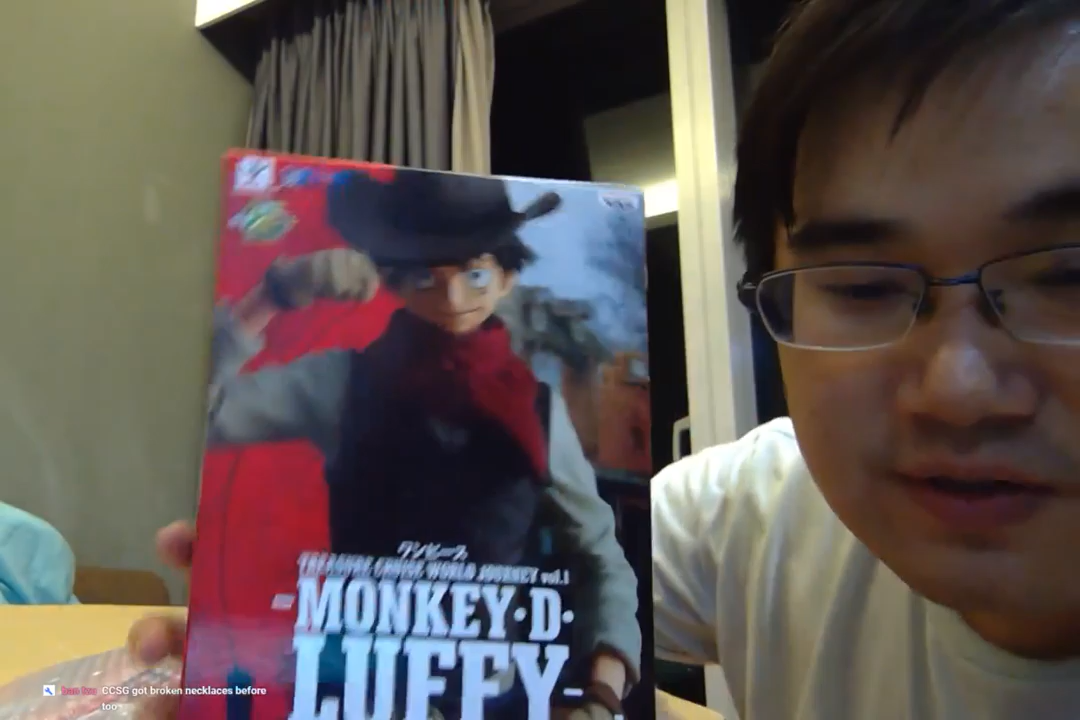 ワンピース
TREASURE CRUISE WORLD JOURNEY vol.1
-MONKEY·D·
LUFFY-
CCSG got broken necklaces before
too